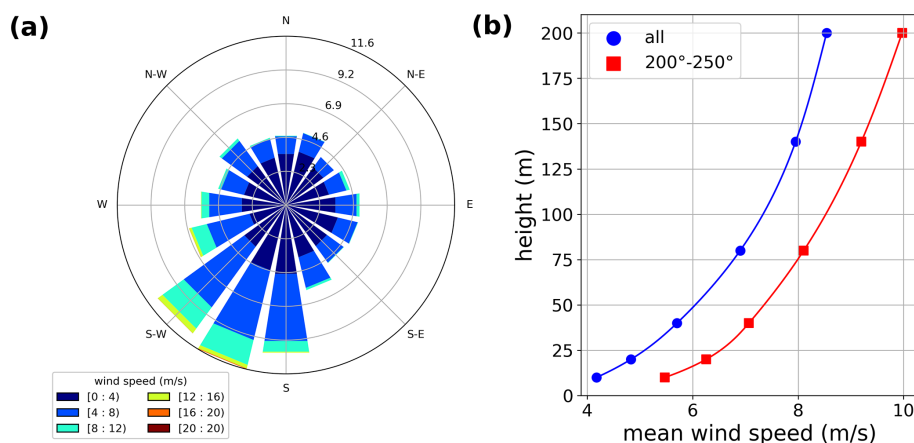 (a)
N
11.6
9.2
6.9
4.6
N-W
N-E
W
E
S-W
S-E
S
wind speed (m/s)
[0 : 4)
[4 : 8)
[8 : 12)
[12 : 16)
[16 : 20)
[20 : 20)
(b)
all
200°-250°
height (m)
200
175
150
125
100
75
50
25
0
4
6
8
10
mean wind speed (m/s)